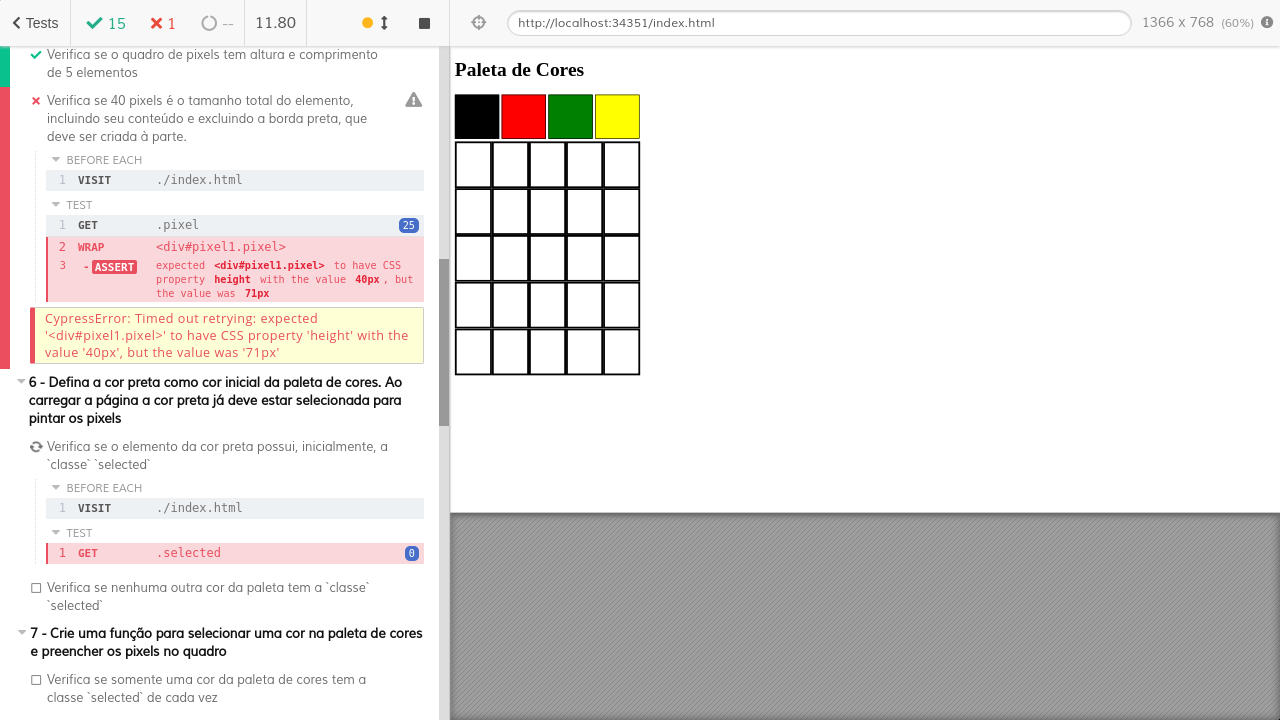 Tests
15
1
--
11.80
http://localhost:34351/index.html
1366 x 768 (60%)
Verifica se o quadro de pixels tem altura e comprimento
de 5 elementos
Verifica se 40 pixels é o tamanho total do elemento,
incluindo seu conteúdo e excluindo a borda preta, que
deve ser criada à parte.
BEFORE EACH
1 VISIT ./index.html
TEST
1 GET .pixel 25
2 WRAP <div#pixel1.pixel>
3 - ASSERT expected <div#pixel1.pixel> to have CSS
property height with the value 40px , but
the value was 71px
CypressError: Timed out retrying: expected
'<div#pixel1.pixel>' to have CSS property 'height' with the
value '40px', but the value was '71px'
6 - Defina a cor preta como cor inicial da paleta de cores. Ao
carregar a página a cor preta já deve estar selecionada para
pintar os pixels
Verifica se o elemento da cor preta possui, inicialmente, a
`classe` `selected`
BEFORE EACH
1 VISIT ./index.html
TEST
1 GET .selected 0
Verifica se nenhuma outra cor da paleta tem a `classe`
`selected`
7 - Crie uma função para selecionar uma cor na paleta de cores
e preencher os pixels no quadro
Verifica se somente uma cor da paleta de cores tem a
classe `selected` de cada vez
Paleta de Cores